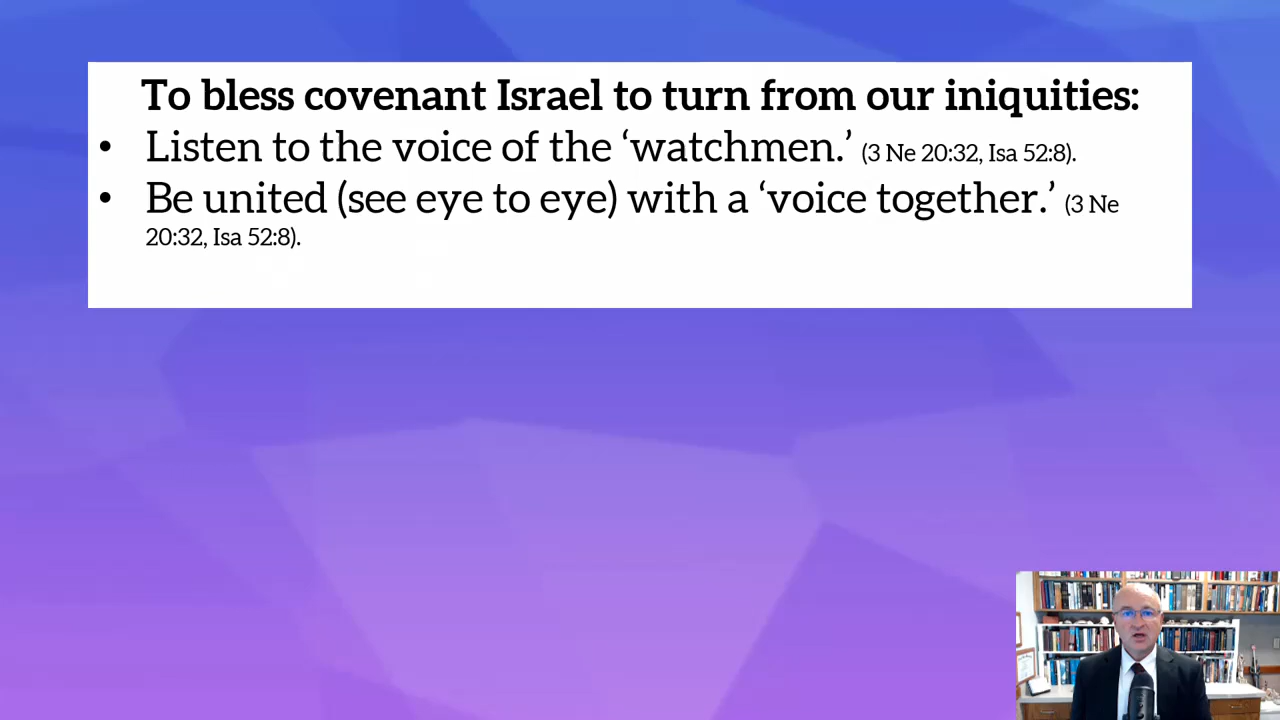 To bless covenant Israel to turn from our iniquities:
• Listen to the voice of the ‘watchmen.’ (3 Ne 20:32, Isa 52:8).
• Be united (see eye to eye) with a ‘voice together.’ (3 Ne
20:32, Isa 52:8).